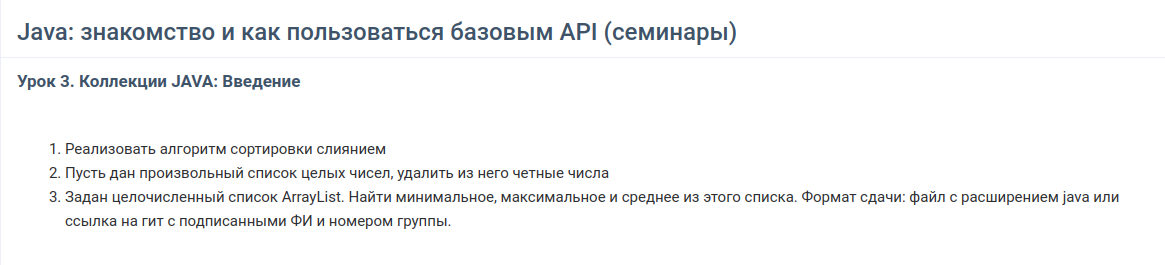 Java: знакомство и как пользоваться базовым API (семинары)
Урок 3. Коллекции JAVA: Введение
1. Реализовать алгоритм сортировки слиянием
2. Пусть дан произвольный список целых чисел, удалить из него четные числа
3. Задан целочисленный список ArrayList. Найти минимальное, максимальное и среднее из этого списка. Формат сдачи: файл с расширением java или
ссылка на гит с подписанными ФИ и номером группы.